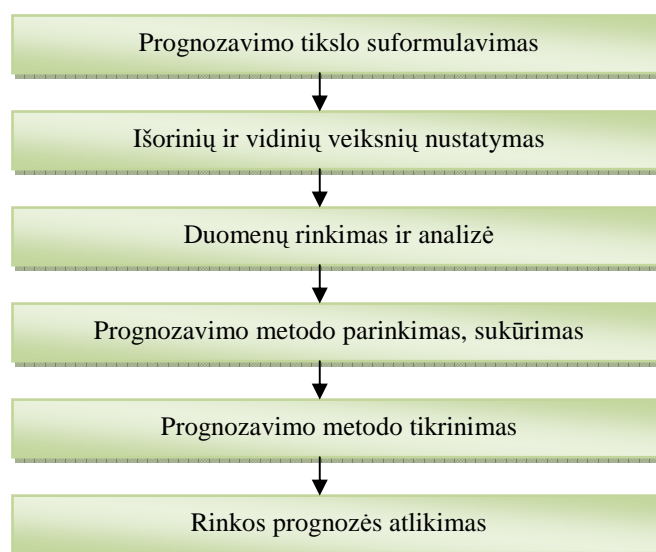 Prognozavimo tikslo suformulavimas
Išorinių ir vidinių veiksnių nustatymas
Duomenų rinkimas ir analizė
Prognozavimo metodo parinkimas, sukūrimas
Prognozavimo metodo tikrinimas
Rinkos prognozės atlikimas